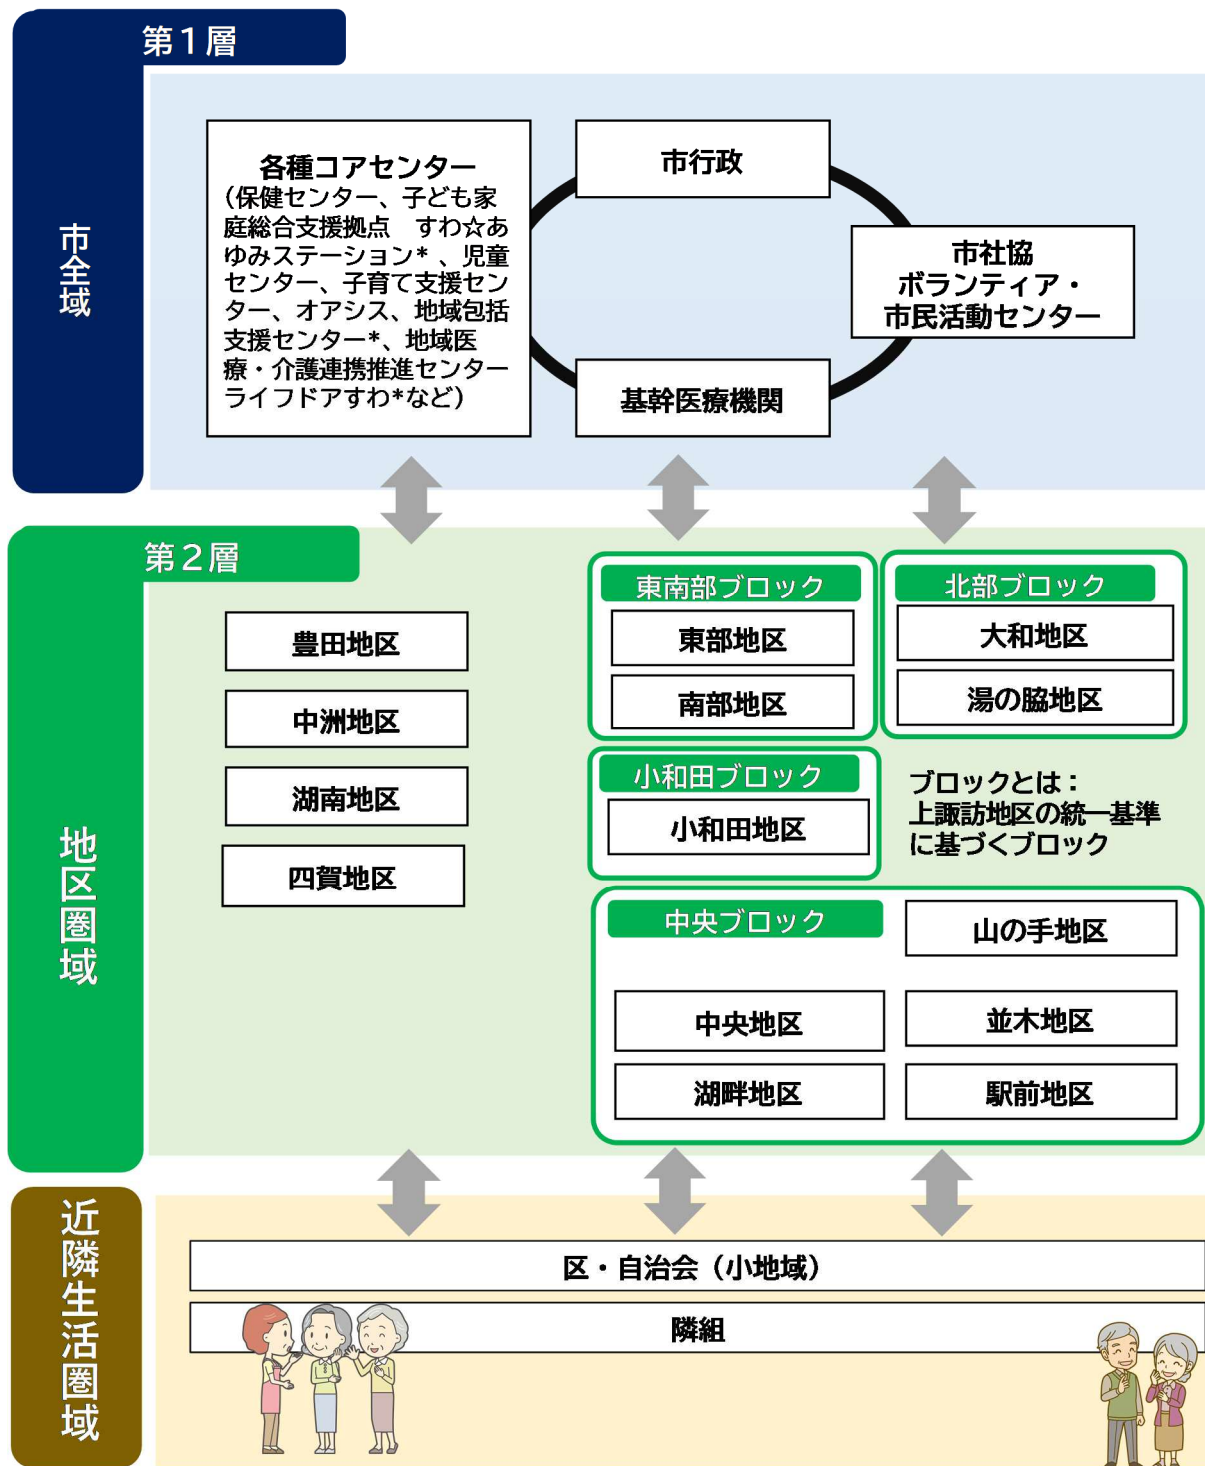 第1層
市全域
各種コアセンター
（保健センター、子ども家
庭総合支援拠点　すわ☆あ
ゆみステーション* 、児童
センター、子育て支援セン
ター、オアシス、地域包括
支援センター*、地域医
療・介護連携推進センター
ライフドアすわ*など）
市行政
市社協
ボランティア・
市民活動センター
基幹医療機関
第2層
地区圏域
豊田地区
中洲地区
湖南地区
四賀地区
東南部ブロック
東部地区
南部地区
北部ブロック
大和地区
湯の脇地区
小和田ブロック
小和田地区
ブロックとは：
上諏訪地区の統一基準
に基づくブロック
中央ブロック
山の手地区
中央地区
並木地区
湖畔地区
駅前地区
近隣生活圏域
区・自治会（小地域）
隣組